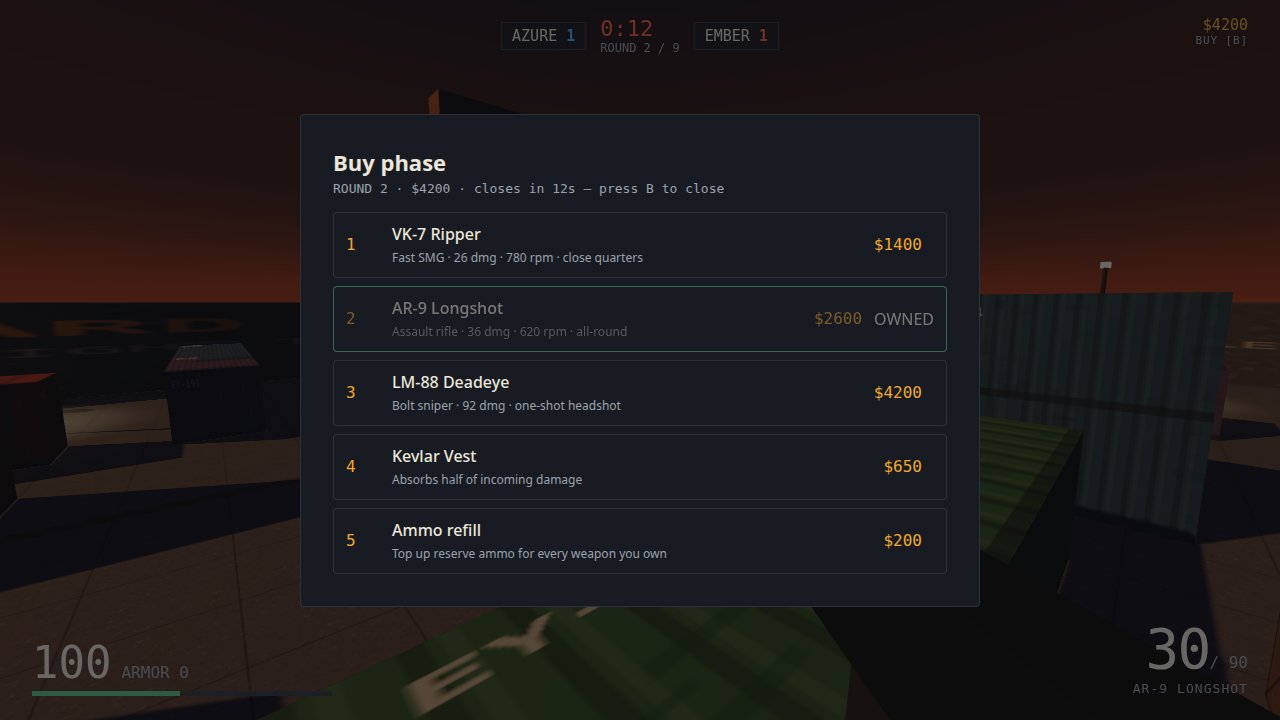 AZURE 1
0:12
ROUND 2 / 9
EMBER 1
$4200
BUY [B]
Buy phase
ROUND 2 · $4200 · closes in 12s — press B to close
1
VK-7 Ripper
Fast SMG · 26 dmg · 780 rpm · close quarters
$1400
2
AR-9 Longshot
Assault rifle · 36 dmg · 620 rpm · all-round
$2600 OWNED
3
LM-88 Deadeye
Bolt sniper · 92 dmg · one-shot headshot
$4200
4
Kevlar Vest
Absorbs half of incoming damage
$650
5
Ammo refill
Top up reserve ammo for every weapon you own
$200
100 ARMOR 0
30 / 90
AR-9 LONGSHOT